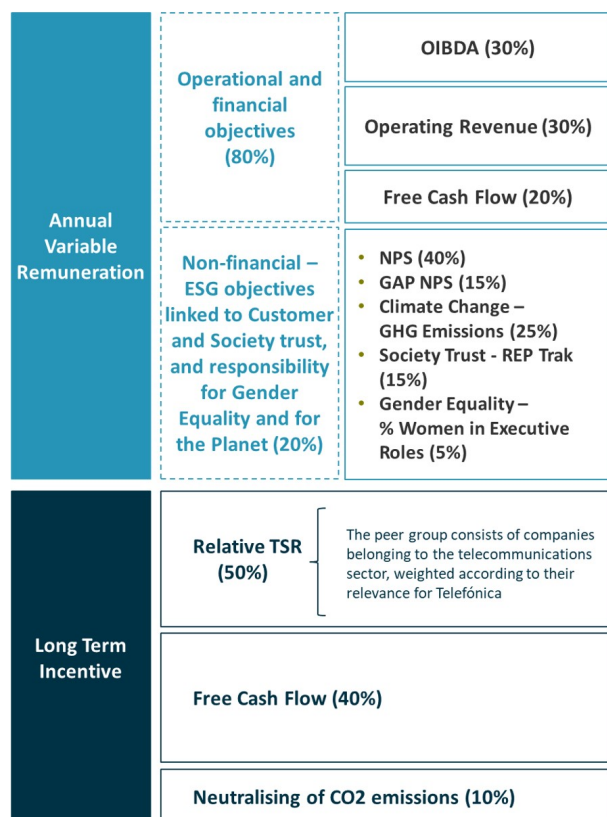 Annual
Variable
Remuneration
Operational and
financial
objectives
(80%)
OIBDA (30%)
Operating Revenue (30%)
Free Cash Flow (20%)
Non-financial –
ESG objectives
linked to Customer
and Society trust,
and responsibility
for Gender
Equality and for
the Planet (20%)
• NPS (40%)
• GAP NPS (15%)
• Climate Change –
GHG Emissions (25%)
• Society Trust - REP Trak
(15%)
• Gender Equality –
% Women in Executive
Roles (5%)
Long Term
Incentive
Relative TSR
(50%)
The peer group consists of companies
belonging to the telecommunications
sector, weighted according to their
relevance for Telefónica
Free Cash Flow (40%)
Neutralising of CO2 emissions (10%)